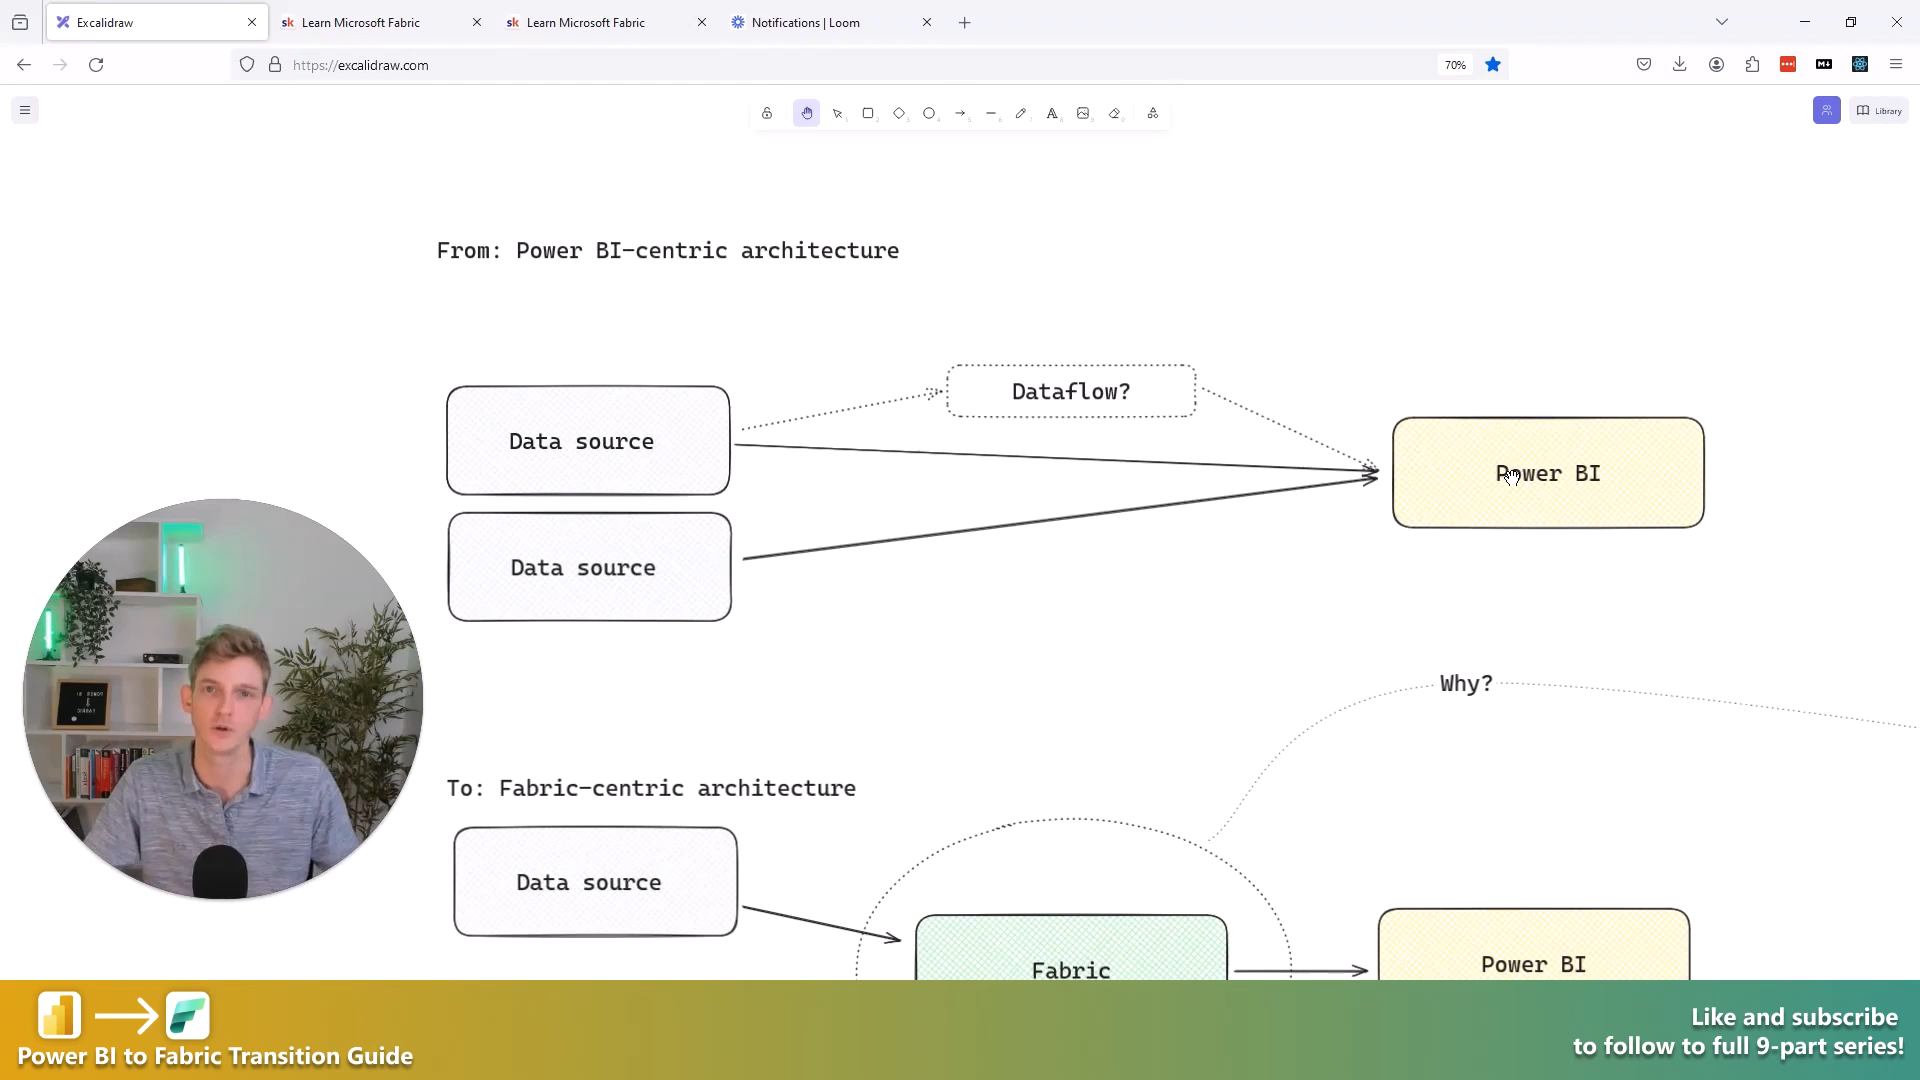 Excalidraw
Learn Microsoft Fabric
Learn Microsoft Fabric
Notifications | Loom
https://excalidraw.com
70%
Library
From: Power BI-centric architecture
Dataflow?
Data source
Power BI
Data source
Why?
To: Fabric-centric architecture
Data source
Fabric
Power BI
Power BI to Fabric Transition Guide
Like and subscribe
to follow to full 9-part series!